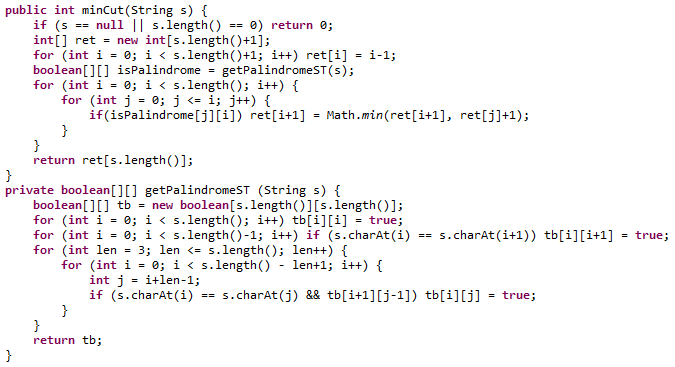 public int minCut(String s) {
    if (s == null || s.length() == 0) return 0;
    int[] ret = new int[s.length()+1];
    for (int i = 0; i < s.length()+1; i++) ret[i] = i-1;
    boolean[][] isPalindrome = getPalindromeST(s);
    for (int i = 0; i < s.length(); i++) {
        for (int j = 0; j <= i; j++) {
            if(isPalindrome[j][i]) ret[i+1] = Math.min(ret[i+1], ret[j]+1);
        }
    }
    return ret[s.length()];
}
private boolean[][] getPalindromeST (String s) {
    boolean[][] tb = new boolean[s.length()][s.length()];
    for (int i = 0; i < s.length(); i++) tb[i][i] = true;
    for (int i = 0; i < s.length()-1; i++) if (s.charAt(i) == s.charAt(i+1)) tb[i][i+1] = true;
    for (int len = 3; len <= s.length(); len++) {
        for (int i = 0; i < s.length() - len+1; i++) {
            int j = i+len-1;
            if (s.charAt(i) == s.charAt(j) && tb[i+1][j-1]) tb[i][j] = true;
        }
    }
    return tb;
}